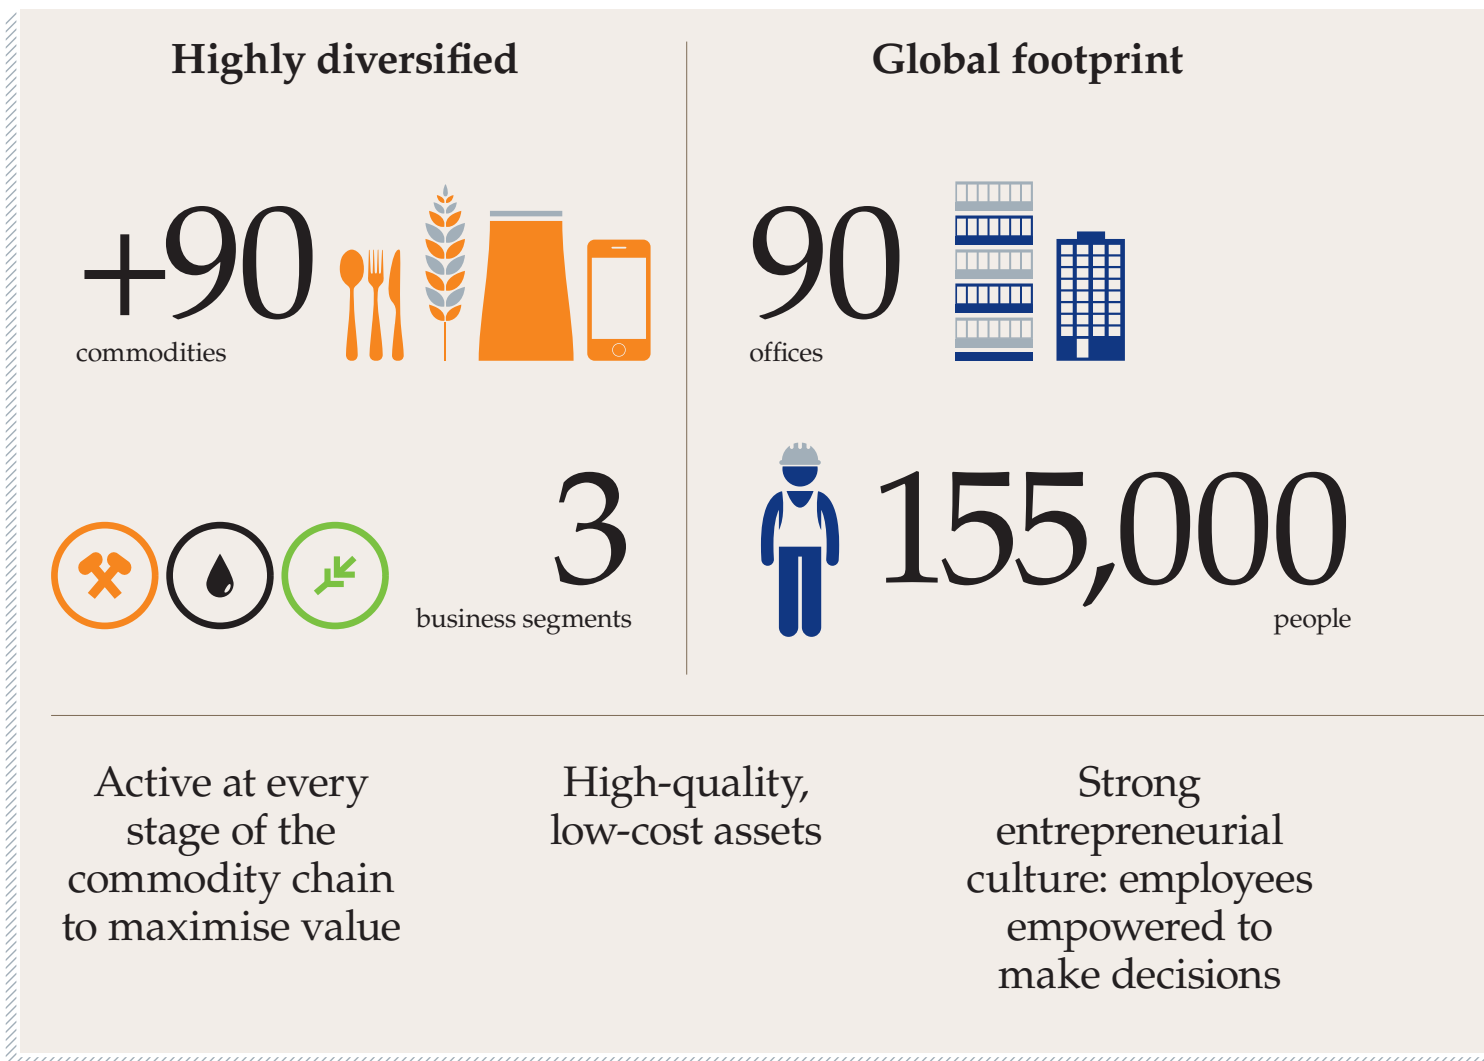 Highly diversified
+90
commodities
3
business segments
Global footprint
90
offices
155,000
people
Active at every
stage of the
commodity chain
to maximise value
High-quality,
low-cost assets
Strong
entrepreneurial
culture: employees
empowered to
make decisions